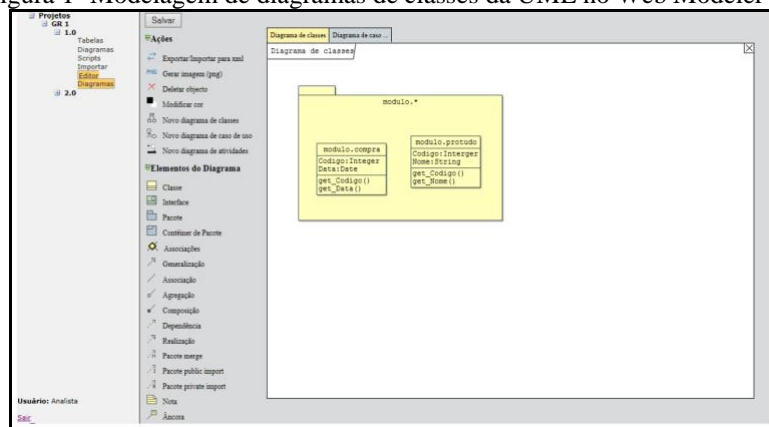 igura 1- Modelagem de diagramas de classes da UML no Web Modeler
Projetos
GR 1
1.0
Tabelas
Diagramas
Scripts
Importar
Editor
Diagramas
2.0
Usuário: Analista
Sair
Salvar
Ações
Exportar/Importar para xml
Gerar imagem (png)
Deletar objecto
Modificar cor
Novo diagrama de classes
Novo diagrama de caso de uso
Novo diagrama de atividades
Elementos do Diagrama
Classe
Interface
Pacote
Contêiner de Pacote
Associações
Generalização
Associação
Agregação
Composição
Dependência
Realização
Pacote merge
Pacote public import
Pacote private import
Nota
Âncora
Diagrama de classes Diagrama de caso ...
Diagrama de classes
modulo.*
modulo.compra
Codigo:Integer
Data:Date
get_Codigo()
get_Data()
modulo.protudo
Codigo:Interger
Nome:String
get_Codigo()
get_Nome()